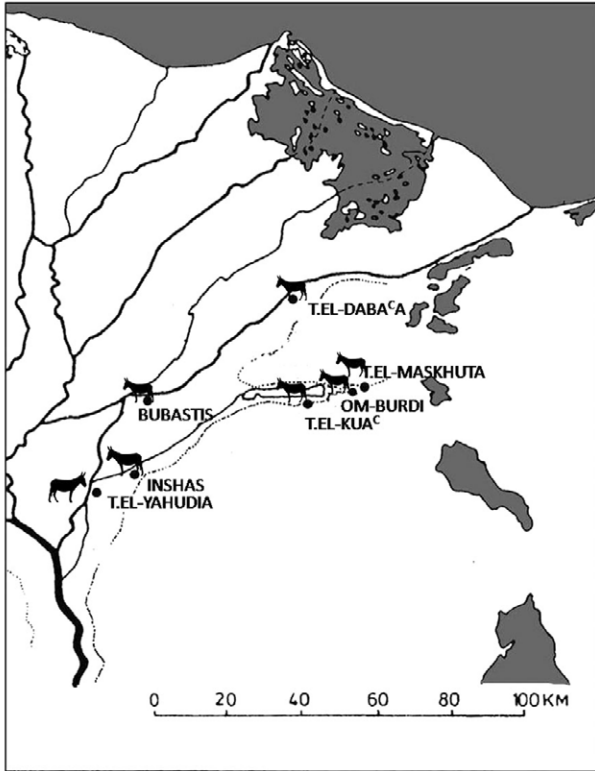 T.EL-DABAᶜA
T.EL-MASKHUTA
OM-BURDI
T.EL-KUAᶜ
BUBASTIS
INSHAS
T.EL-YAHUDIA
0 20 40 60 80 100 KM